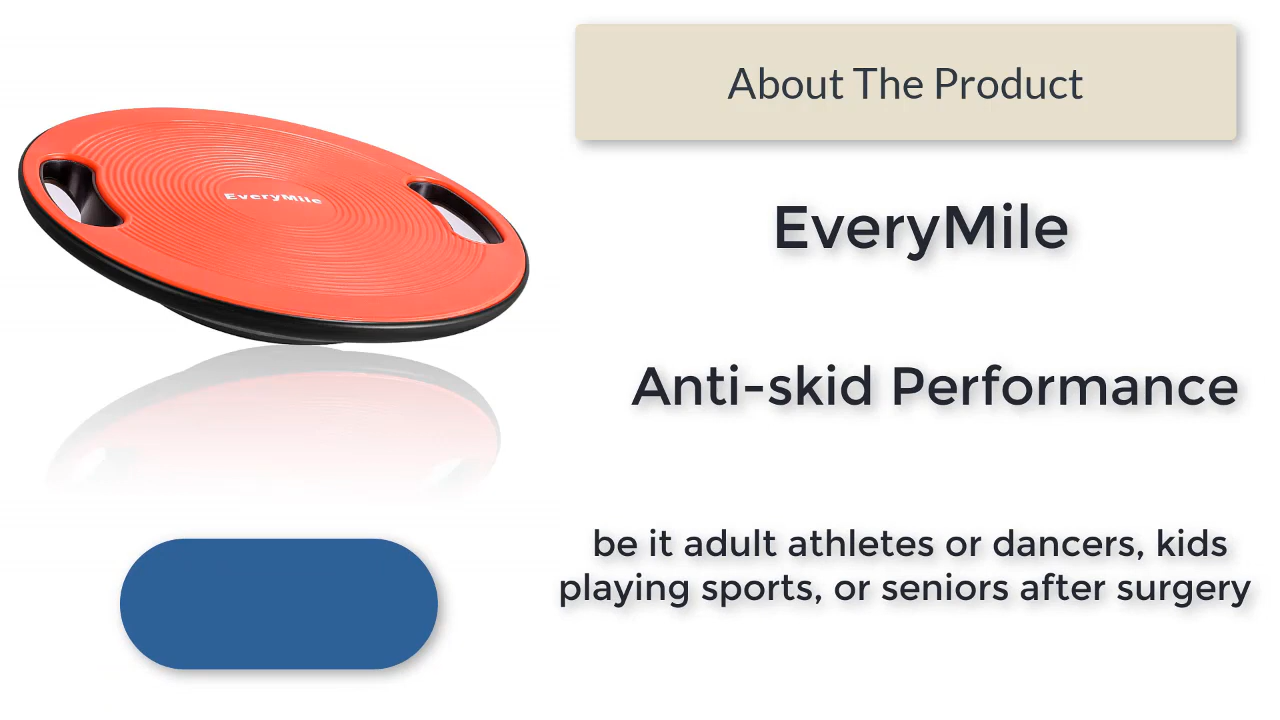 About The Product
EveryMile
EveryMile
Anti-skid Performance
be it adult athletes or dancers, kids
playing sports, or seniors after surgery